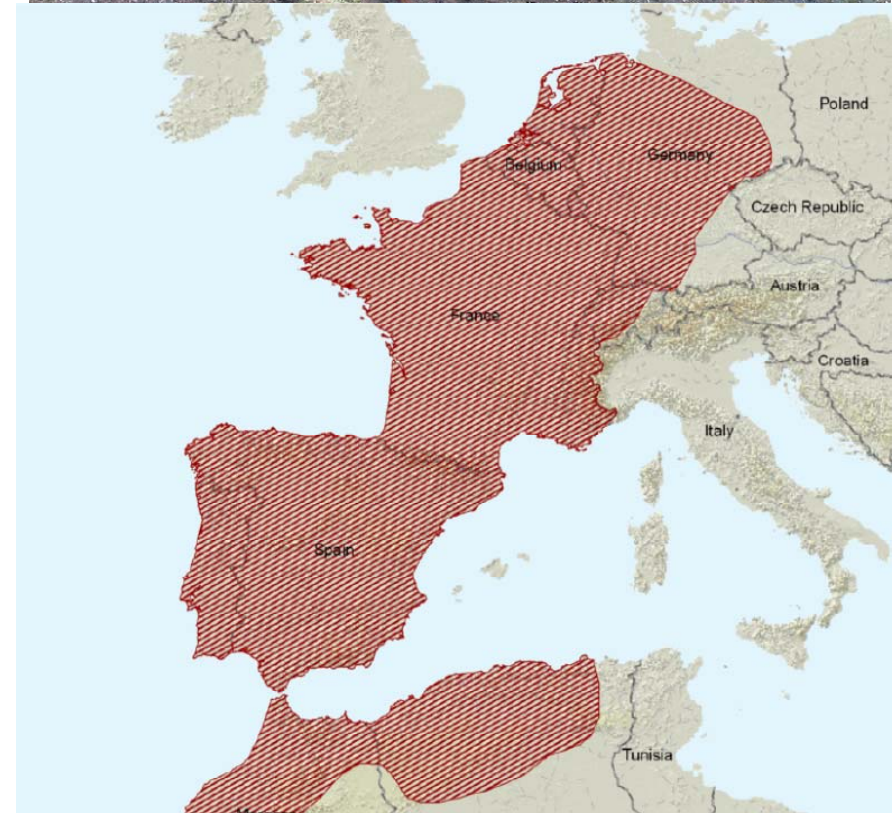 Poland
Belgium
Germany
Czech Republic
Austria
France
Croatia
Italy
Spain
Tunisia